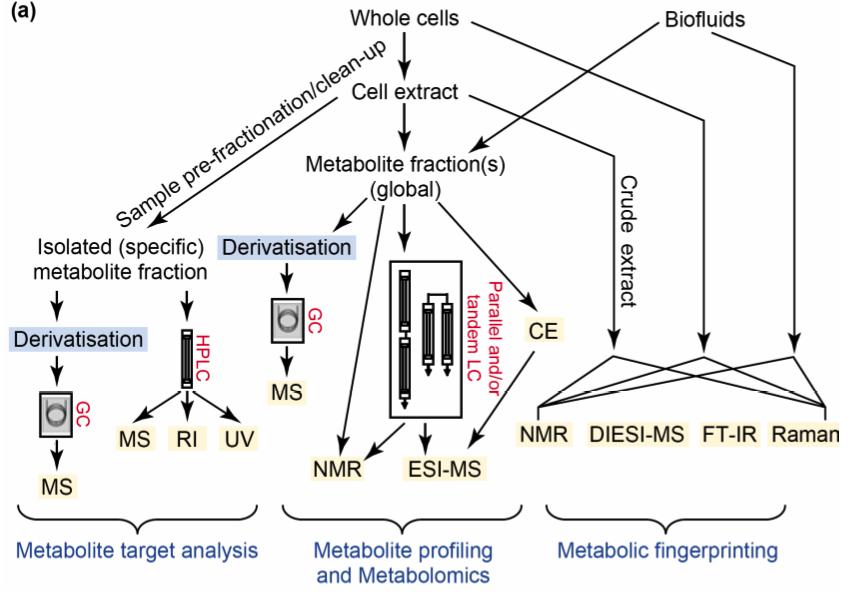 (a)
Whole cells
Biofluids
Sample pre-fractionation/clean-up
Cell extract
Metabolite fraction(s)
(global)
Crude extract
Isolated (specific)
metabolite fraction
Derivatisation
Derivatisation
HPLC
GC
Parallel and/or
tandem LC
CE
GC
MS
MS
RI
UV
MS
NMR
ESI-MS
NMR
DIESI-MS
FT-IR
Raman
Metabolite target analysis
Metabolite profiling
and Metabolomics
Metabolic fingerprinting